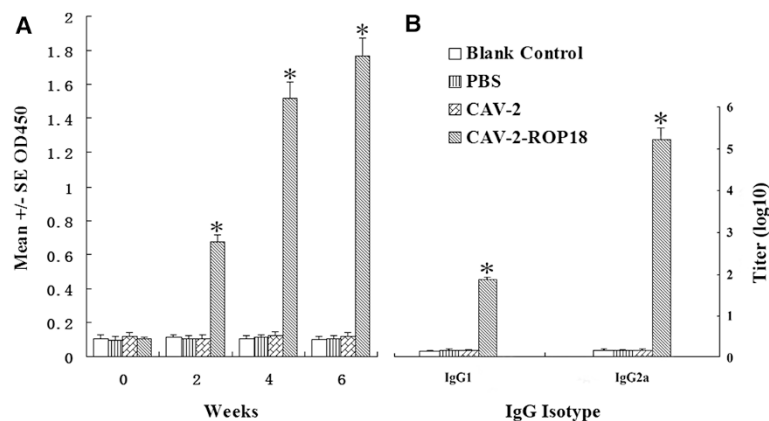 A
Mean +/- SE OD450
2
1.8
1.6
1.4
1.2
1
0.8
0.6
0.4
0.2
0
*
*
*
0
2
4
6
Weeks
B
Blank Control
PBS
CAV-2
CAV-2-ROP18
*
*
6
5
4
3
2
1
0
Titer (log10)
IgG1
IgG2a
IgG Isotype